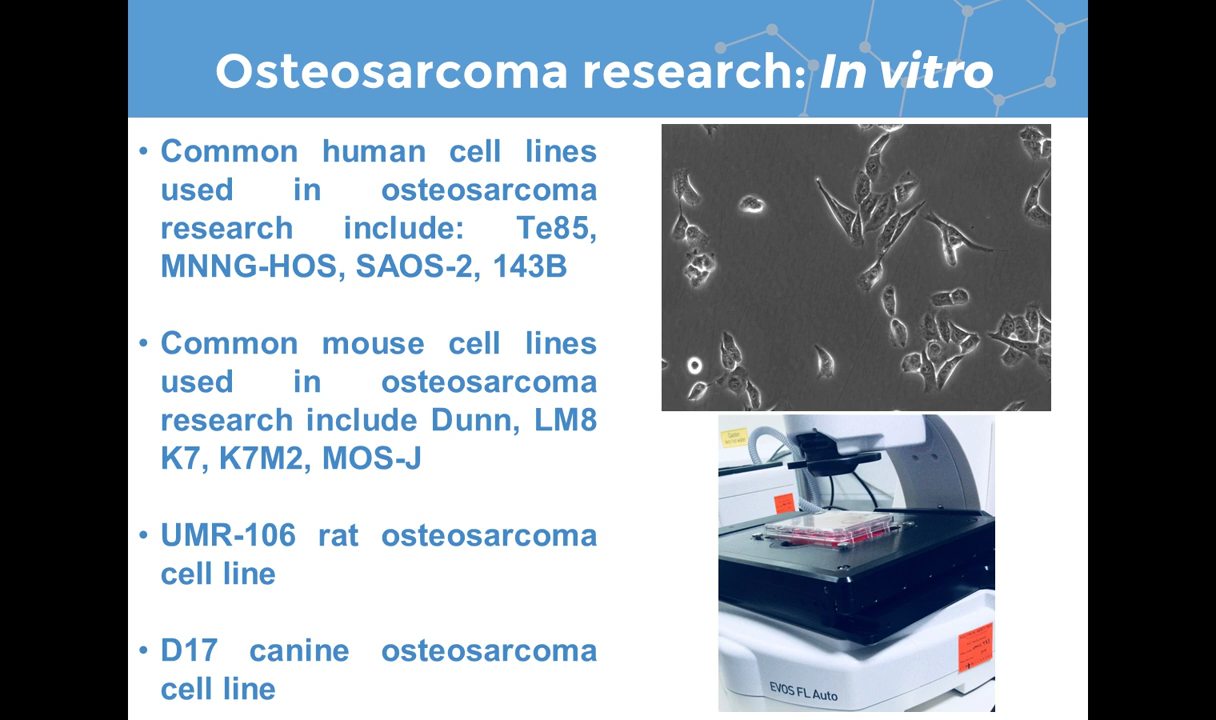 Osteosarcoma research: In vitro
• Common human cell lines
used in osteosarcoma
research include: Te85,
MNNG-HOS, SAOS-2, 143B
• Common mouse cell lines
used in osteosarcoma
research include Dunn, LM8
K7, K7M2, MOS-J
• UMR-106 rat osteosarcoma
cell line
• D17 canine osteosarcoma
cell line
EVOS FL Auto